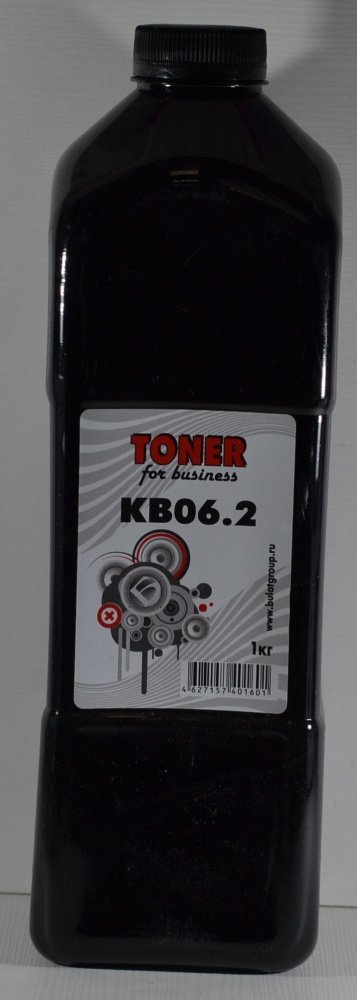 TONER
for business
KB06.2
www.bulatgroup.ru
Б
1кг
4627157401601